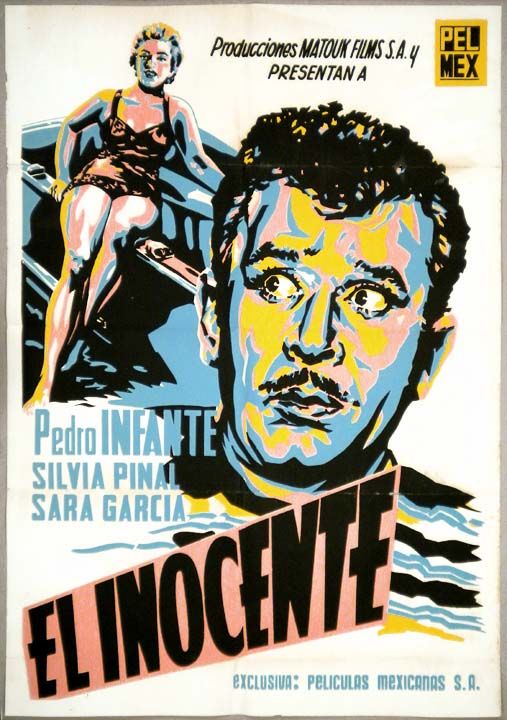 Producciones MATOUK FILMS S.A. y
PRESENTAN A
PEL
MEX
Pedro INFANTE
SILVIA PINAL
SARA GARCIA
EL INOCENTE
EXCLUSIVA: PELICULAS MEXICANAS S.A.